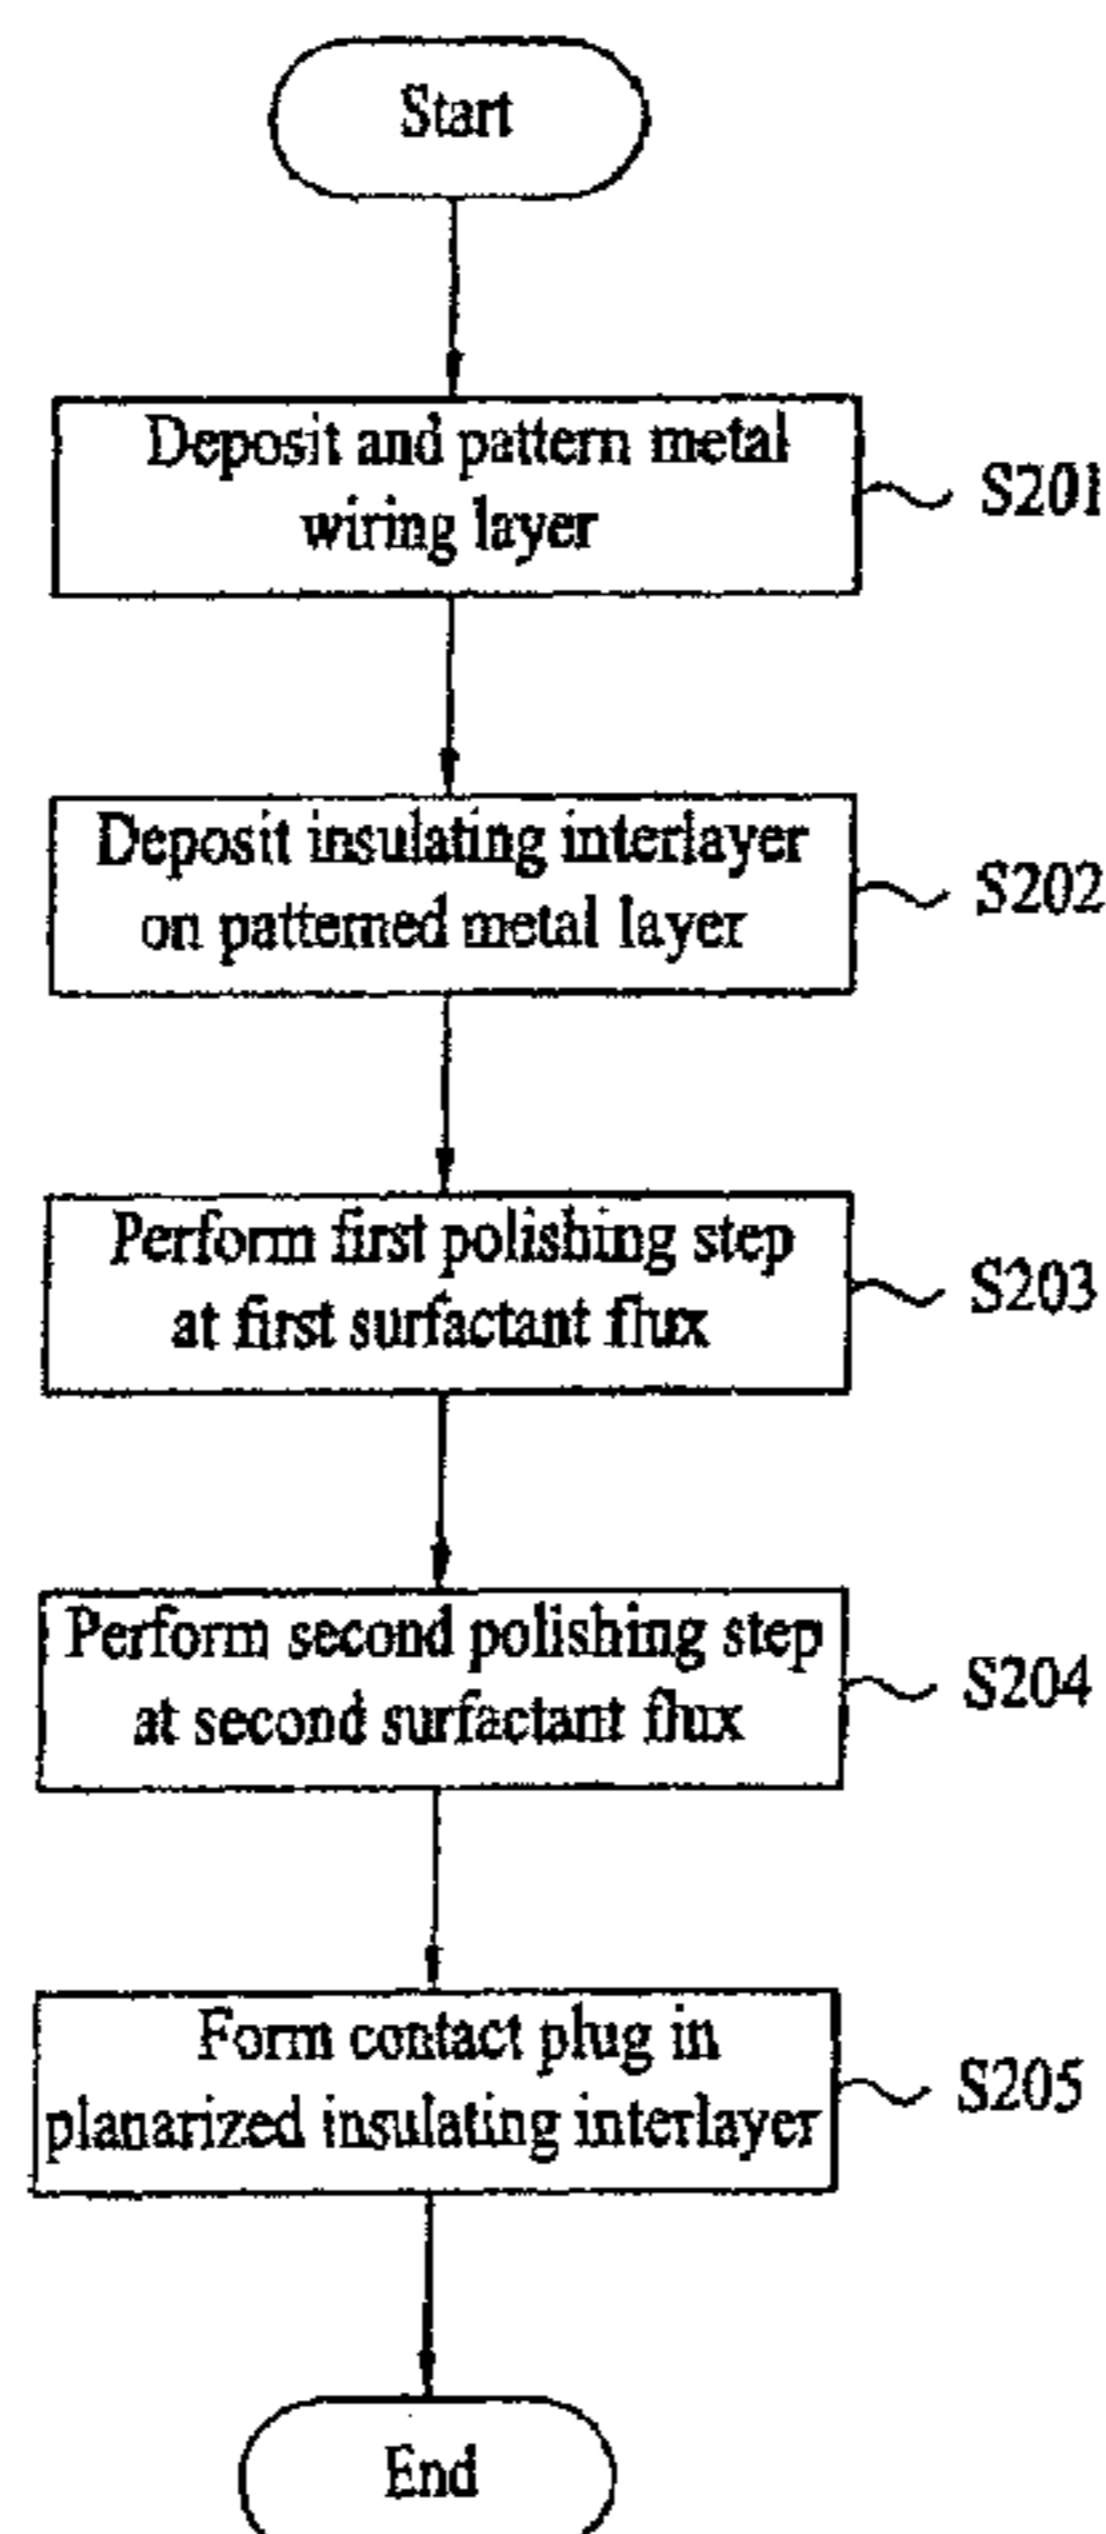 Start
Deposit and pattern metal
wiring layer
S201
Deposit insulating interlayer
on patterned metal layer
S202
Perform first polishing step
at first surfactant flux
S203
Perform second polishing step
at second surfactant flux
S204
Form contact plug in
planarized insulating interlayer
S205
End